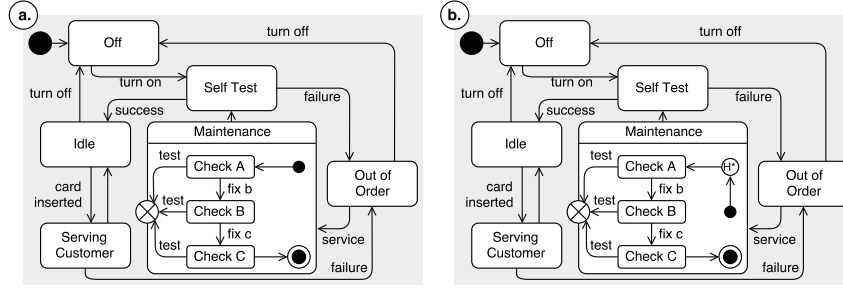 a.
Off
turn off
turn on
Self Test
turn off
failure
success
Idle
Maintenance
test
Check A
card
inserted
fix b
Out of
Order
test
Check B
fix c
Serving
Customer
test
Check C
service
failure
b.
Off
turn off
turn on
Self Test
turn off
failure
success
Idle
Maintenance
test
Check A
H*
card
inserted
fix b
Out of
Order
test
Check B
fix c
Serving
Customer
test
Check C
service
failure